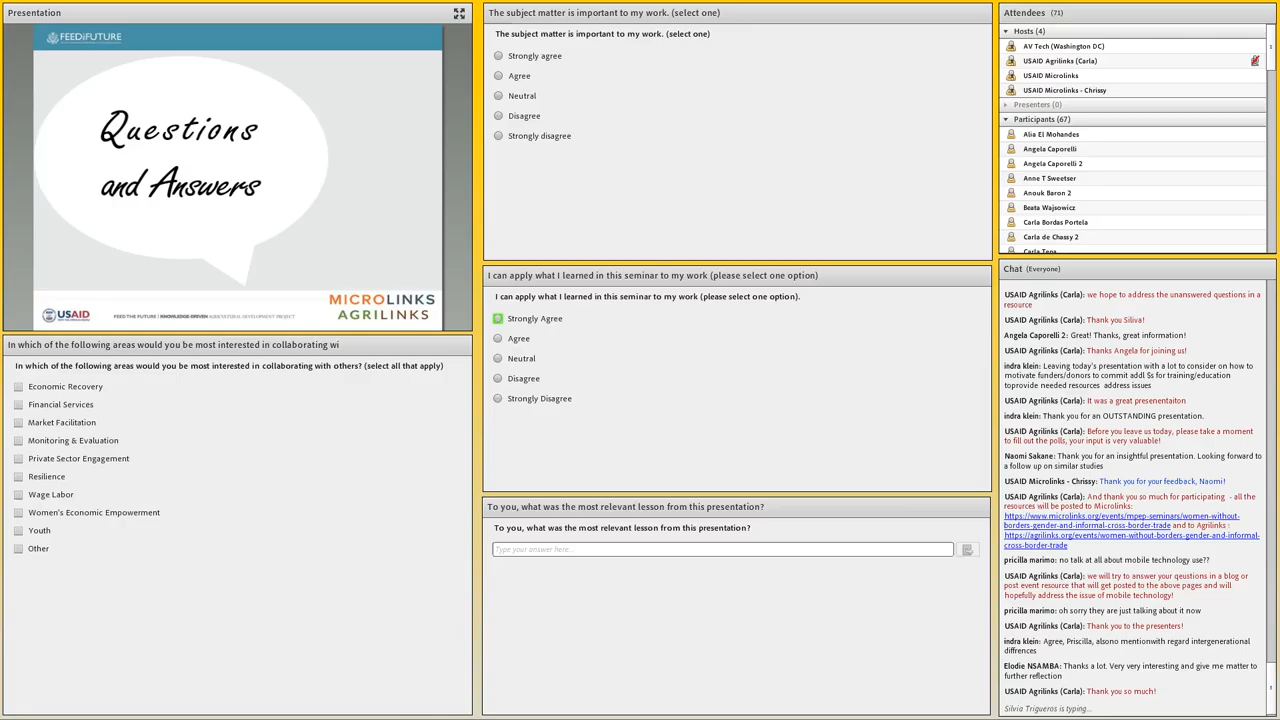 Presentation
FEEDIFUTURE
Questions
and Answers
USAID
FEED THE FUTURE | KNOWLEDGE-DRIVEN AGRICULTURAL DEVELOPMENT PROJECT
MICROLINKS
AGRILINKS
In which of the following areas would you be most interested in collaborating wi
In which of the following areas would you be most interested in collaborating with others? (select all that apply)
Economic Recovery
Financial Services
Market Facilitation
Monitoring & Evaluation
Private Sector Engagement
Resilience
Wage Labor
Women's Economic Empowerment
Youth
Other
The subject matter is important to my work. (select one)
The subject matter is important to my work. (select one)
Strongly agree
Agree
Neutral
Disagree
Strongly disagree
I can apply what I learned in this seminar to my work (please select one option)
I can apply what I learned in this seminar to my work (please select one option).
Strongly Agree
Agree
Neutral
Disagree
Strongly Disagree
To you, what was the most relevant lesson from this presentation?
To you, what was the most relevant lesson from this presentation?
Type your answer here...
Attendees (71)
Hosts (4)
AV Tech (Washington DC)
USAID Agrilinks (Carla)
USAID Microlinks
USAID Microlinks - Chrissy
Presenters (0)
Participants (67)
Alia El Mohandes
Angela Caporelli
Angela Caporelli 2
Anne T Sweetser
Anouk Baron 2
Beata Wajsowicz
Carla Bordas Portela
Carla de Chassy 2
Carla Tena
Chat (Everyone)
USAID Agrilinks (Carla): we hope to address the unanswered questions in a
resource
USAID Agrilinks (Carla): Thank you Siliva!
Angela Caporelli 2: Great! Thanks, great information!
USAID Agrilinks (Carla): Thanks Angela for joining us!
indra klein: Leaving today's presentation with a lot to consider on how to
motivate funders/donors to commit addl $s for training/education
toprovide needed resources address issues
USAID Agrilinks (Carla): It was a great presenentaiton
indra klein: Thank you for an OUTSTANDING presentation.
USAID Agrilinks (Carla): Before you leave us today, please take a moment
to fill out the polls, your input is very valuable!
Naomi Sakane: Thank you for an insightful presentation. Looking forward to
a follow up on similar studies
USAID Microlinks - Chrissy: Thank you for your feedback, Naomi!
USAID Agrilinks (Carla): And thank you so much for participating - all the
resources will be posted to Microlinks:
https://www.microlinks.org/events/mpep-seminars/women-without-
borders-gender-and-informal-cross-border-trade and to Agrilinks :
https://agrilinks.org/events/women-without-borders-gender-and-informal-
cross-border-trade
pricilla marimo: no talk at all about mobile technology use??
USAID Agrilinks (Carla): we will try to answer your qeustions in a blog or
post event resource that will get posted to the above pages and will
hopefully address the issue of mobile technology!
pricilla marimo: oh sorry they are just talking about it now
USAID Agrilinks (Carla): Thank you to the presenters!
indra klein: Agree, Priscilla, alsono mentionwith regard intergenerational
diffrences
Elodie NSAMBA: Thanks a lot. Very very interesting and give me matter to
further reflection
USAID Agrilinks (Carla): Thank you so much!
Silvia Trigueros is typing...